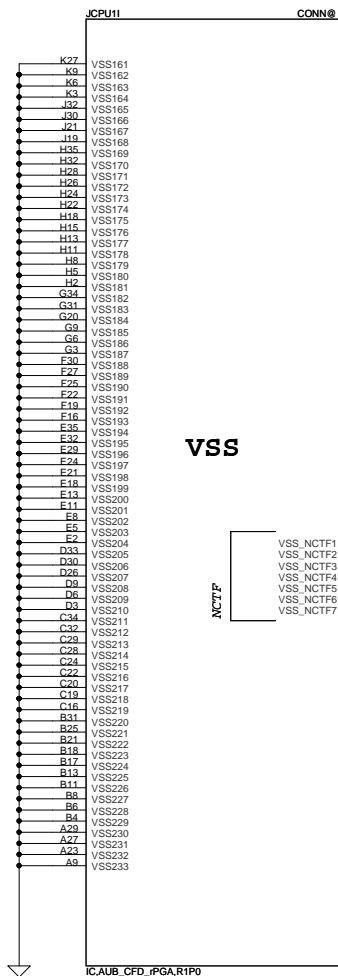 JCPU1I CONN@
K27 VSS161
K9 VSS162
K6 VSS163
K3 VSS164
J32 VSS165
J30 VSS166
J21 VSS167
J19 VSS168
H35 VSS169
H32 VSS170
H28 VSS171
H26 VSS172
H24 VSS173
H22 VSS174
H18 VSS175
H15 VSS176
H13 VSS177
H11 VSS178
H8 VSS179
H5 VSS180
H2 VSS181
G34 VSS182
G31 VSS183
G20 VSS184
G9 VSS185
G6 VSS186
G3 VSS187
F30 VSS188
F27 VSS189
F25 VSS190
F22 VSS191
F19 VSS192
F16 VSS193
E35 VSS194
E32 VSS195
E29 VSS196
E24 VSS197
E21 VSS198
E18 VSS199
E13 VSS200
E11 VSS201
E8 VSS202
E5 VSS203
E2 VSS204
D33 VSS205
D30 VSS206
D26 VSS207
D9 VSS208
D6 VSS209
D3 VSS210
C34 VSS211
C32 VSS212
C29 VSS213
C28 VSS214
C24 VSS215
C22 VSS216
C20 VSS217
C19 VSS218
C16 VSS219
B31 VSS220
B25 VSS221
B21 VSS222
B18 VSS223
B17 VSS224
B13 VSS225
B11 VSS226
B8 VSS227
B6 VSS228
B4 VSS229
A29 VSS230
A27 VSS231
A23 VSS232
A9 VSS233
VSS
NCTF
VSS_NCTF1
VSS_NCTF2
VSS_NCTF3
VSS_NCTF4
VSS_NCTF5
VSS_NCTF6
VSS_NCTF7
IC,AUB_CFD_rPGA,R1P0